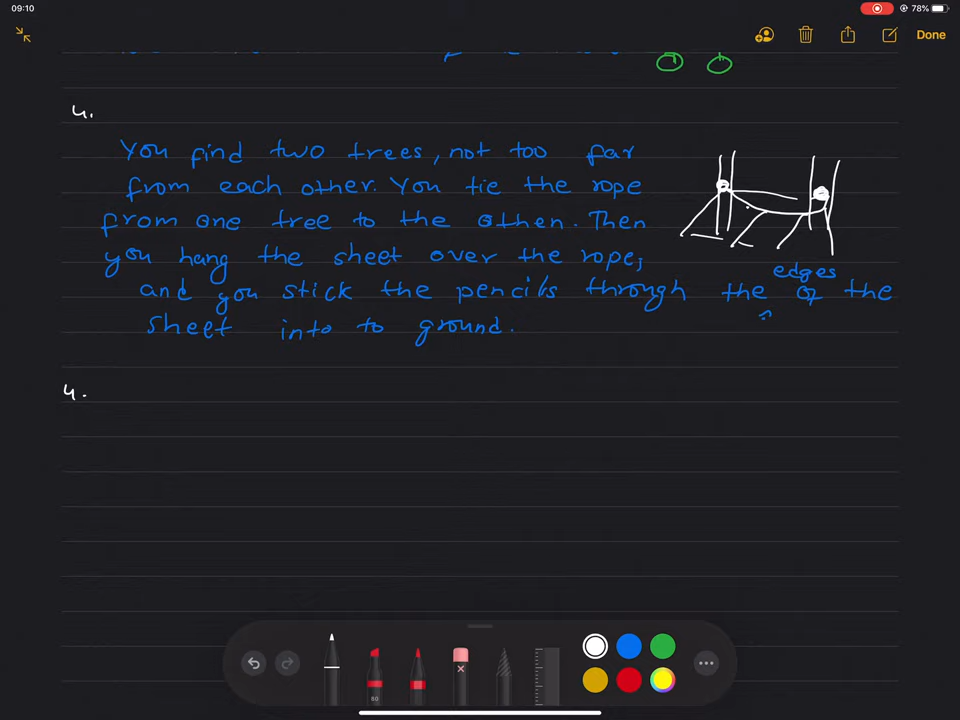 09:10
78%
Done
4.
You find two trees, not too far
from each other. You tie the rope
from one tree to the other. Then
you hang the sheet over the rope,
edges
and you stick the pencils through the of the
sheet into to ground.
4.
80